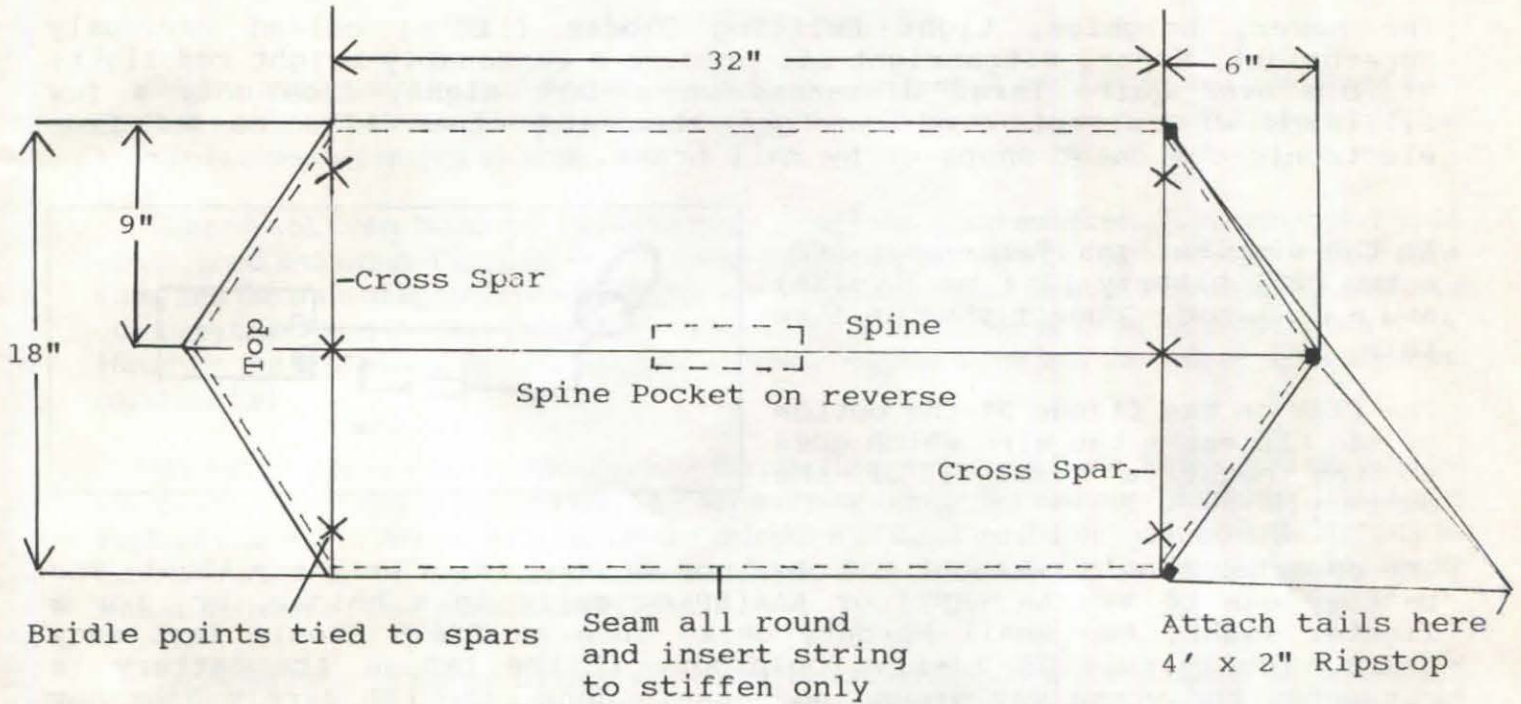 32"
6"
9"
Cross Spar
18"
Top
Spine
Spine Pocket on reverse
Cross Spar
Bridle points tied to spars
Seam all round
and insert string
to stiffen only
Attach tails here
4' x 2" Ripstop